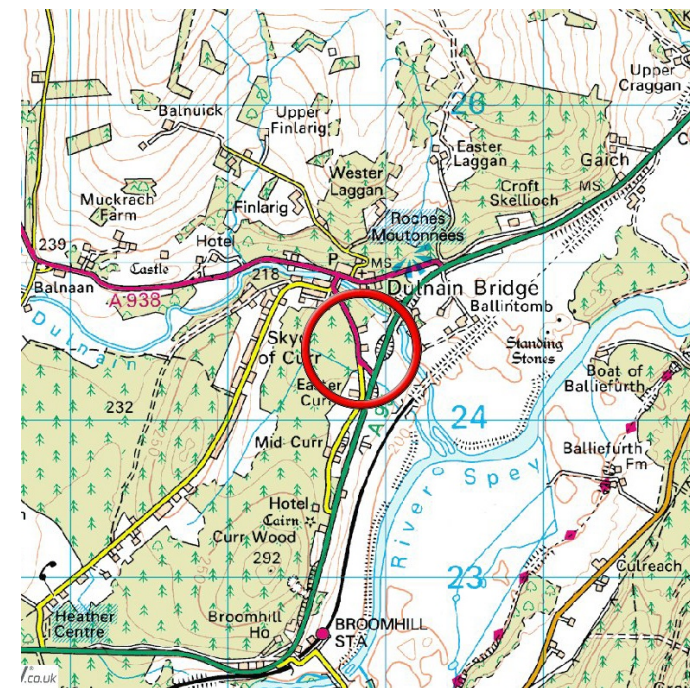 Upper
Craggan
26
Balnuick
Upper
Finlarig
Easter
Laggan
Gaich
Wester
Laggan
MS
Croft
Skellioch
Muckrach
Farm
Finlarig
Roches
Moutonnées
239
Hotel
P
MS
Castle
218
Balnaan
A 938
Dulnain Bridge
Ballintomb
Dulnain
Skye
of Curr
Standing
Stones
Boat of
Balliefurth
Easter
Curr
232
24
A 9
200
Mid Curr
Balliefurth
Fm
River Spey
Hotel
Cairn
Curr Wood
292
23
Culreach
Heather
Centre
Broomhill
Ho
BROOMHILL
STA
.co.uk